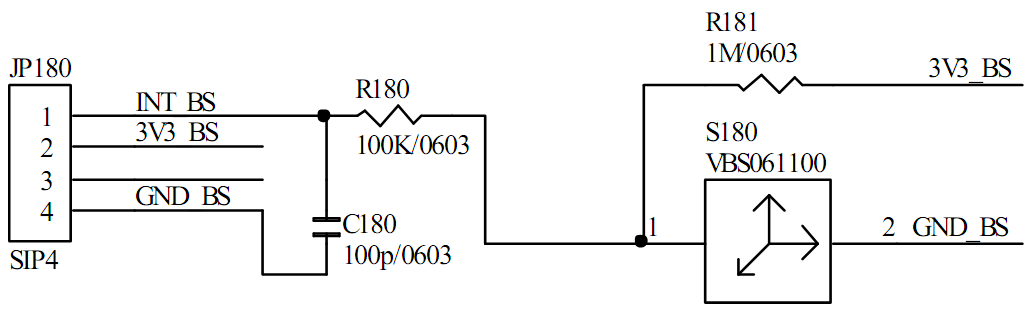 JP180
1
2
3
4
SIP4
INT_BS
3V3_BS
GND_BS
R180
100K/0603
C180
100p/0603
R181
1M/0603
3V3_BS
S180
VBS061100
1
2 GND_BS